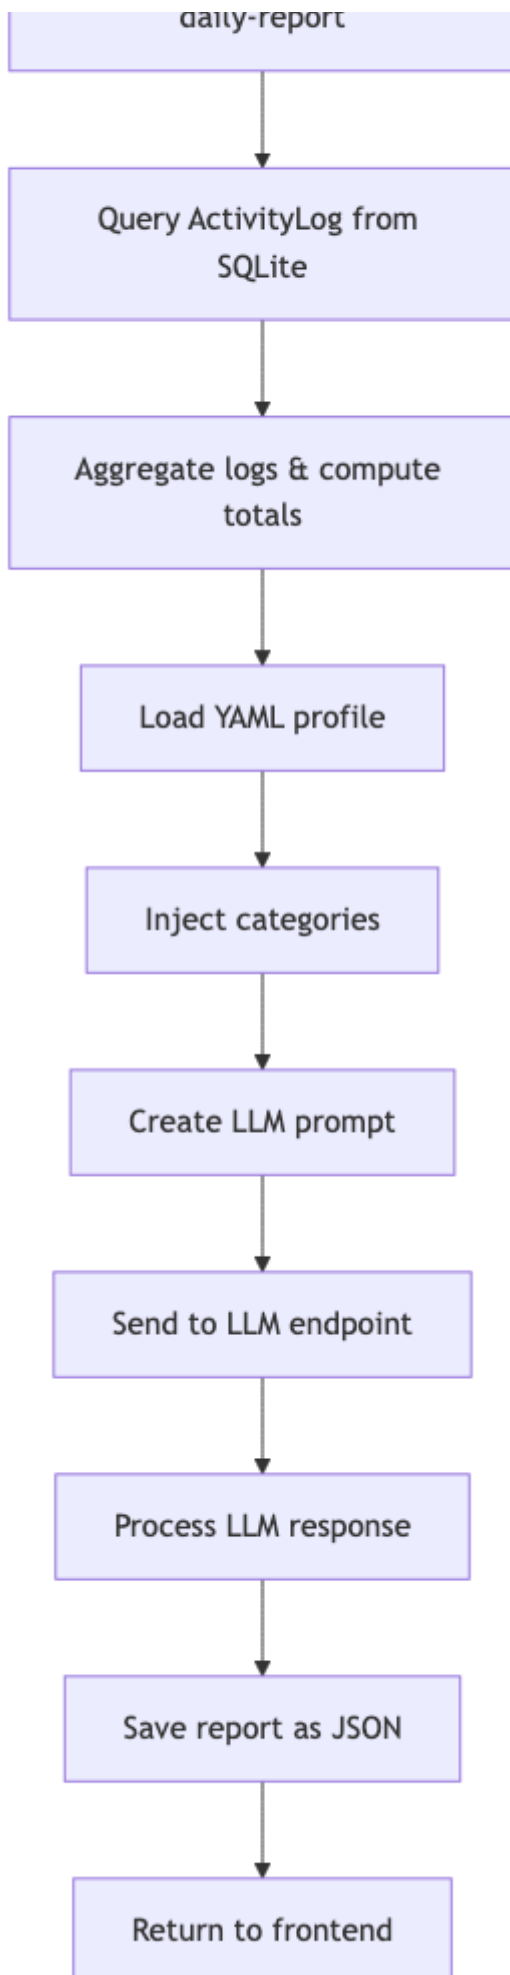 daily-report
Query ActivityLog from
SQLite
Aggregate logs & compute
totals
Load YAML profile
Inject categories
Create LLM prompt
Send to LLM endpoint
Process LLM response
Save report as JSON
Return to frontend